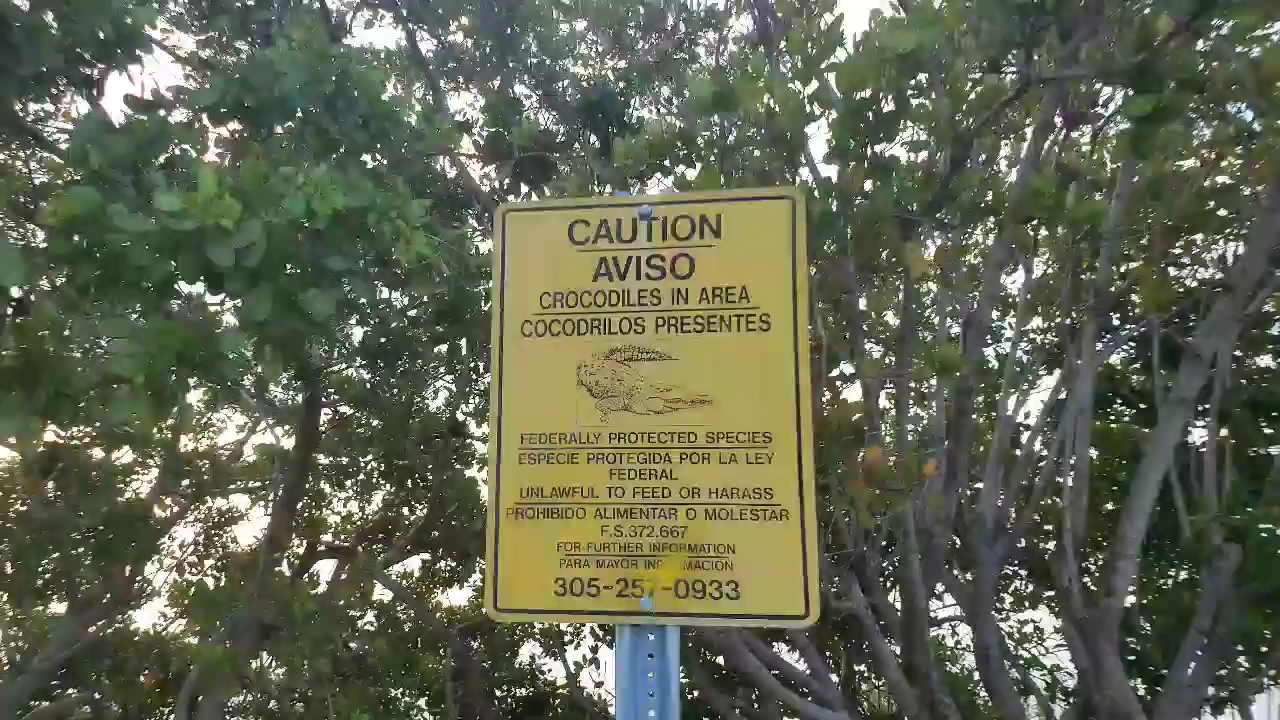 CAUTION
AVISO
CROCODILES IN AREA
COCODRILOS PRESENTES
FEDERALLY PROTECTED SPECIES
ESPECIE PROTEGIDA POR LA LEY
FEDERAL
UNLAWFUL TO FEED OR HARASS
PROHIBIDO ALIMENTAR O MOLESTAR
F.S.372.667
FOR FURTHER INFORMATION
PARA MAYOR